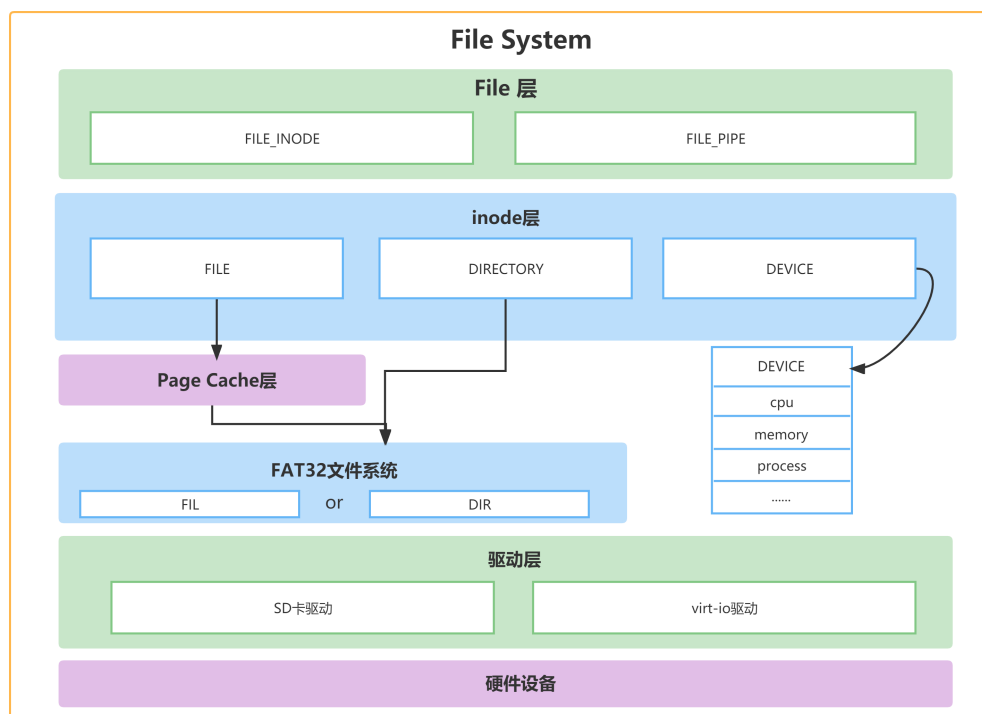 File System
File 层
FILE_INODE
FILE_PIPE
inode层
FILE
DIRECTORY
DEVICE
Page Cache层
DEVICE
cpu
memory
process
......
FAT32文件系统
FIL
or
DIR
驱动层
SD卡驱动
virt-io驱动
硬件设备